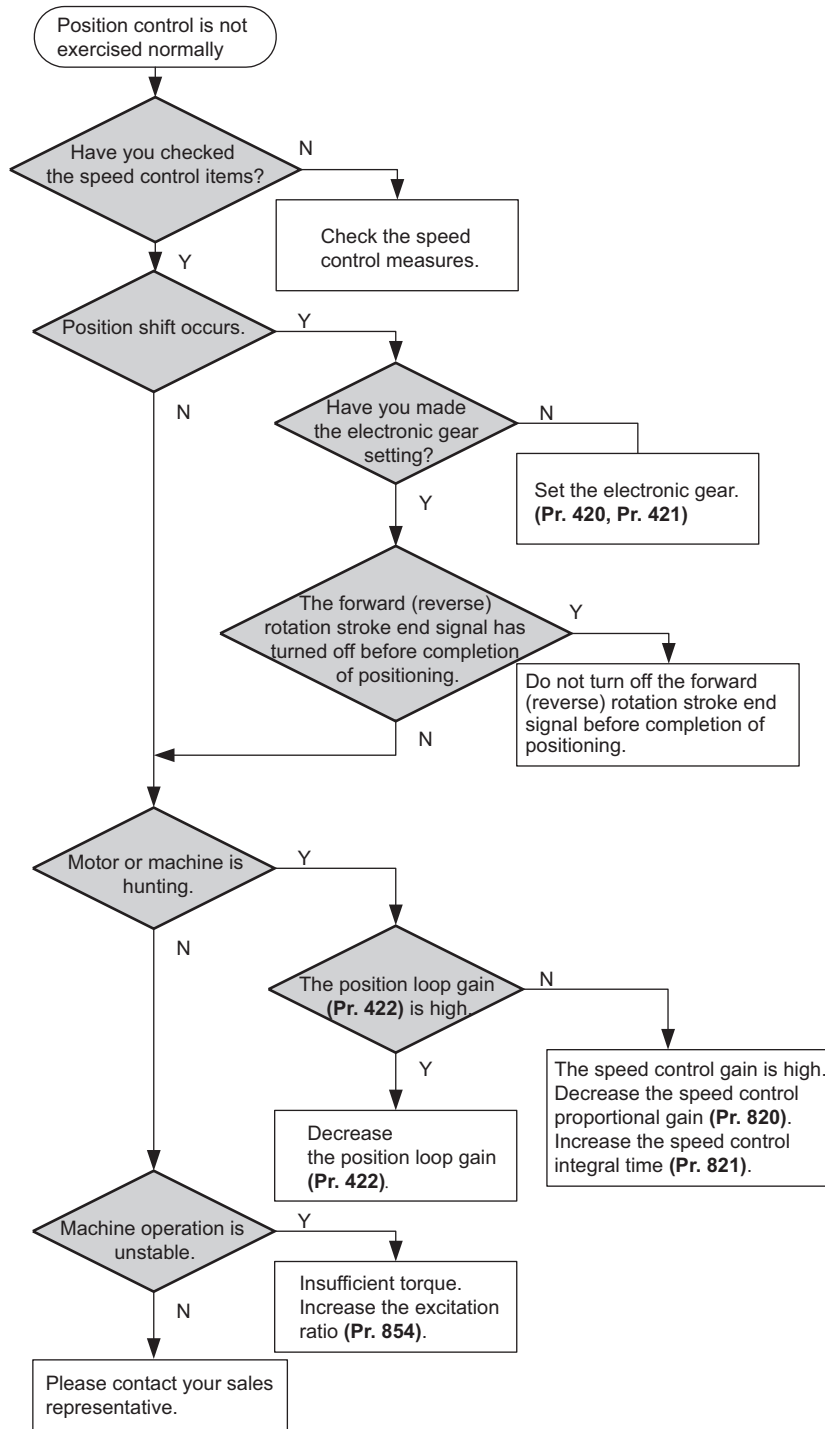 Position control is not
exercised normally
Have you checked
the speed control items?
N
Check the speed
control measures.
Y
Position shift occurs.
Y
N
Have you made
the electronic gear
setting?
N
Set the electronic gear.
(Pr. 420, Pr. 421)
Y
The forward (reverse)
rotation stroke end signal has
turned off before completion
of positioning.
Y
Do not turn off the forward
(reverse) rotation stroke end
signal before completion of
positioning.
N
Motor or machine is
hunting.
Y
N
The position loop gain
(Pr. 422) is high.
N
The speed control gain is high.
Decrease the speed control
proportional gain (Pr. 820).
Increase the speed control
integral time (Pr. 821).
Y
Decrease
the position loop gain
(Pr. 422).
Machine operation is
unstable.
Y
Insufficient torque.
Increase the excitation
ratio (Pr. 854).
N
Please contact your sales
representative.